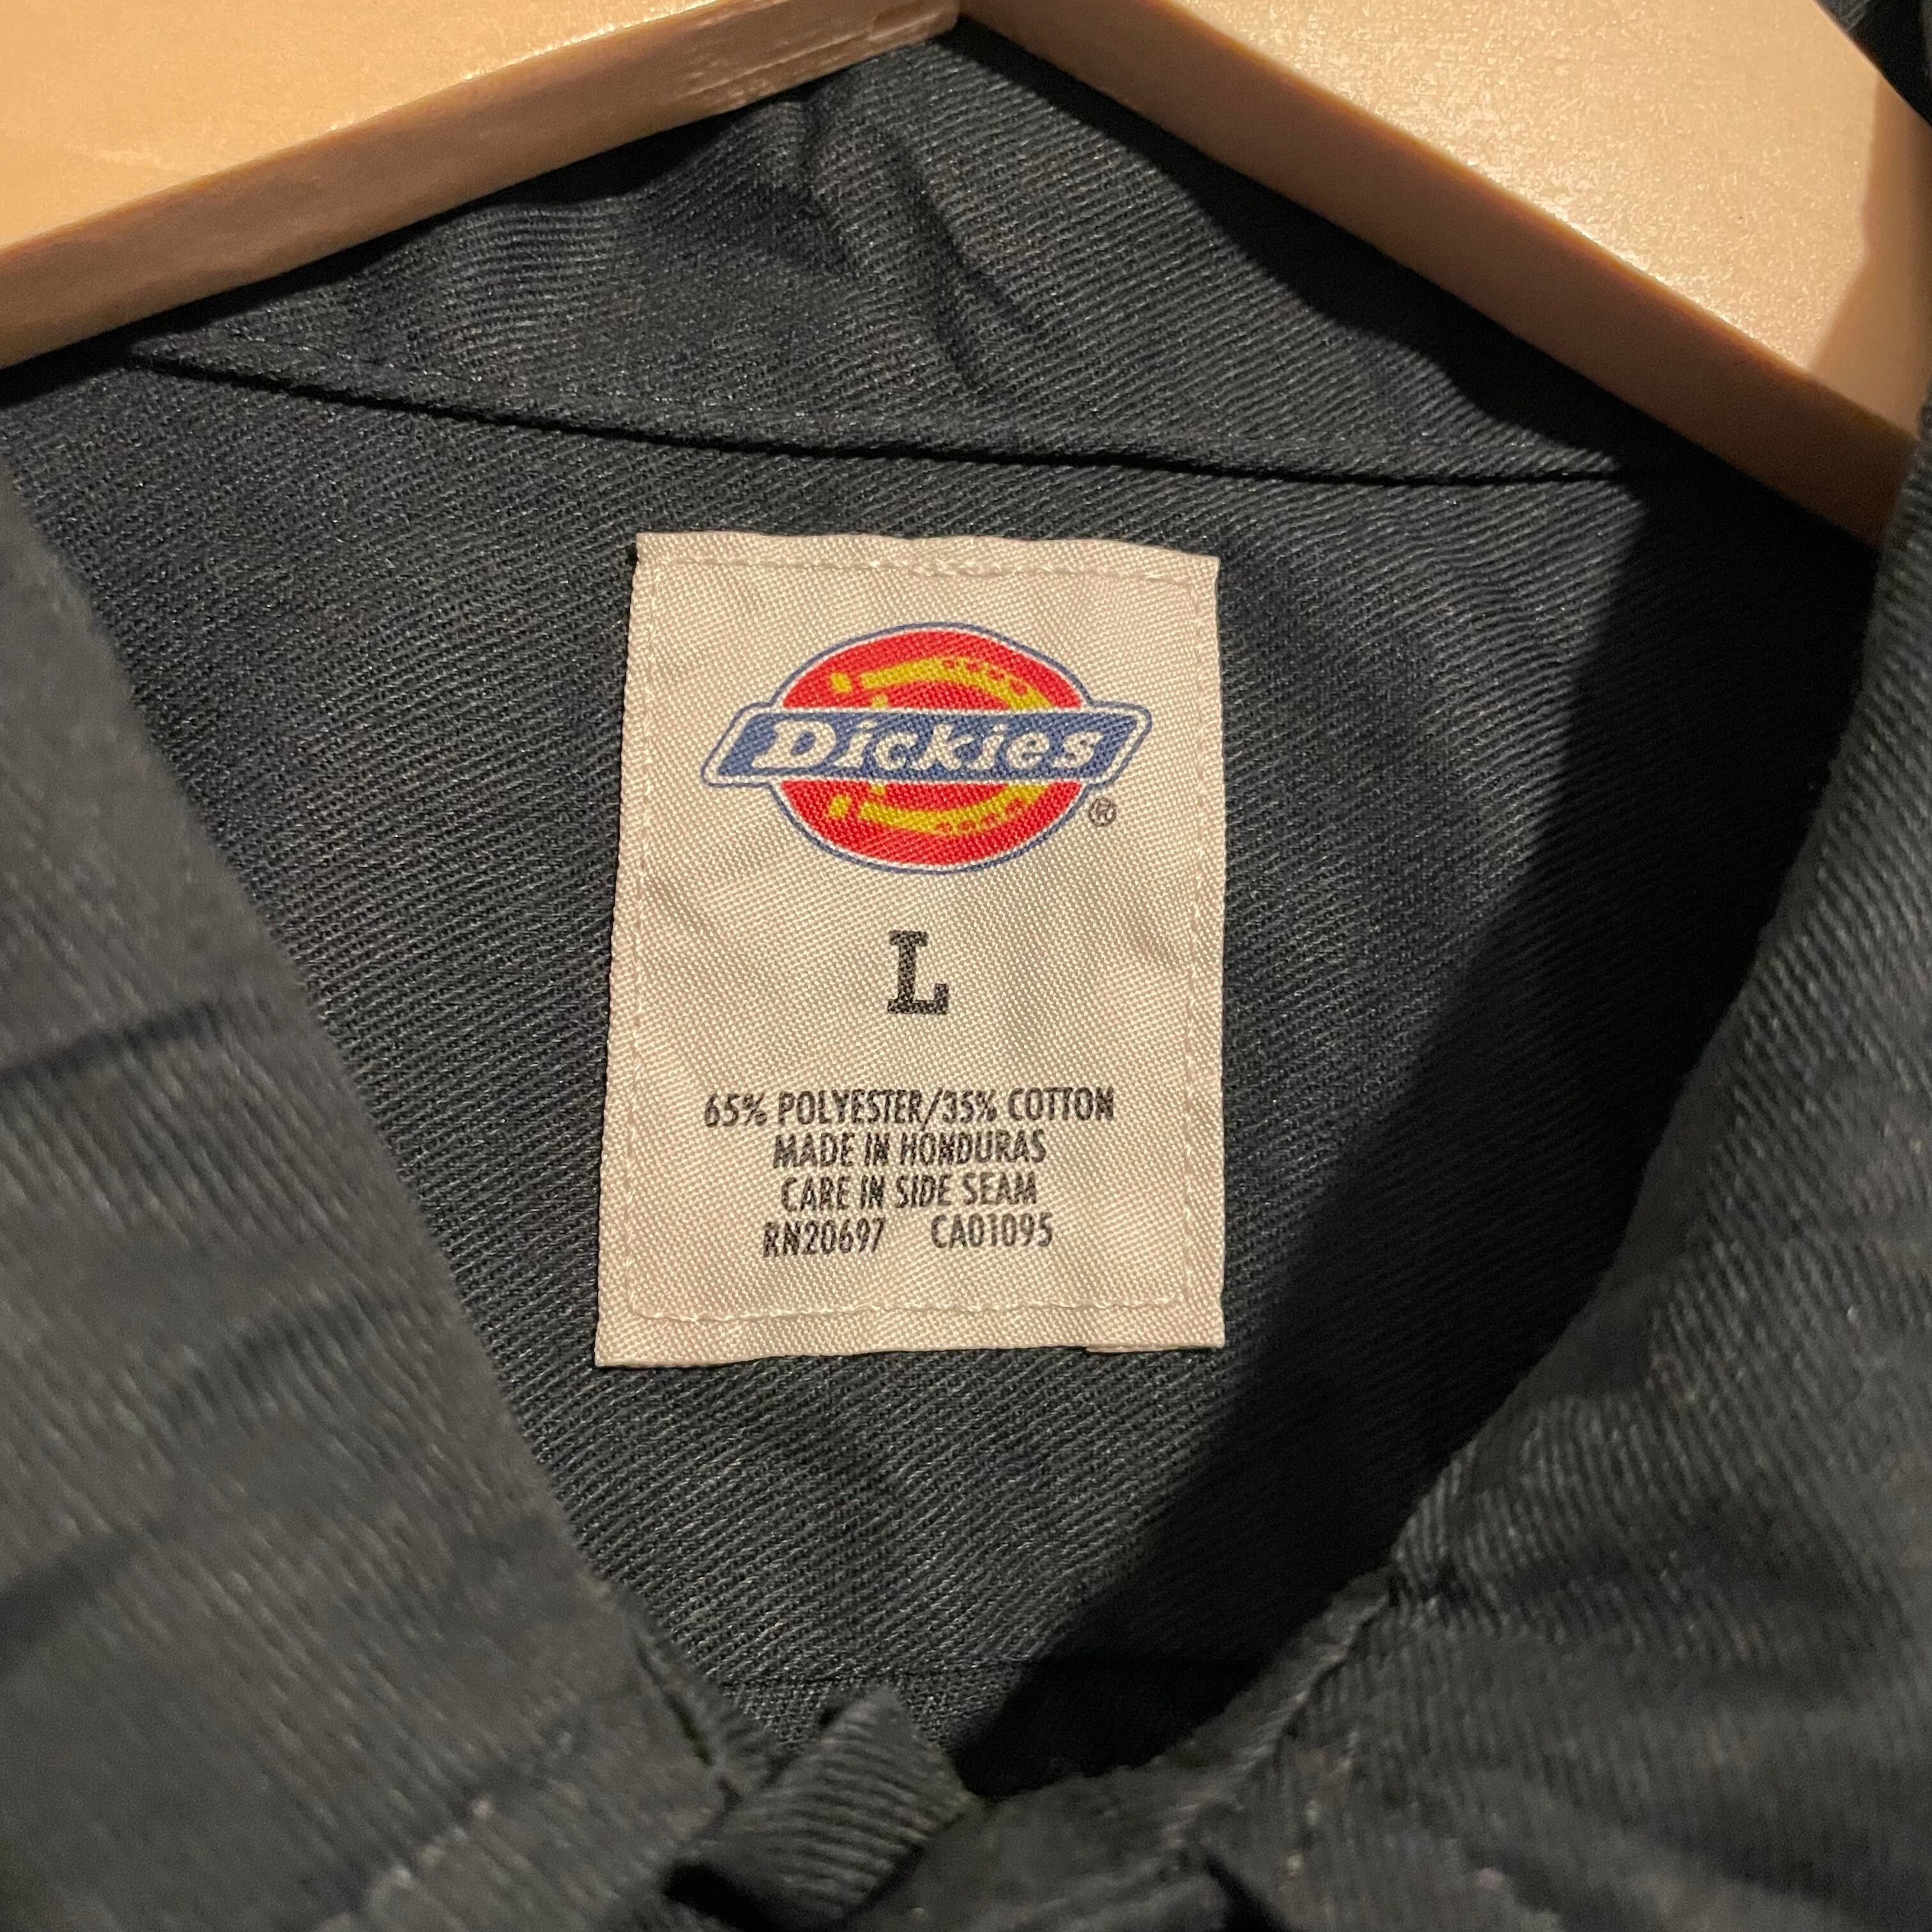 Dickies
®
L
65% POLYESTER/35% COTTON
MADE IN HONDURAS
CARE IN SIDE SEAM
RN20697 CA01095